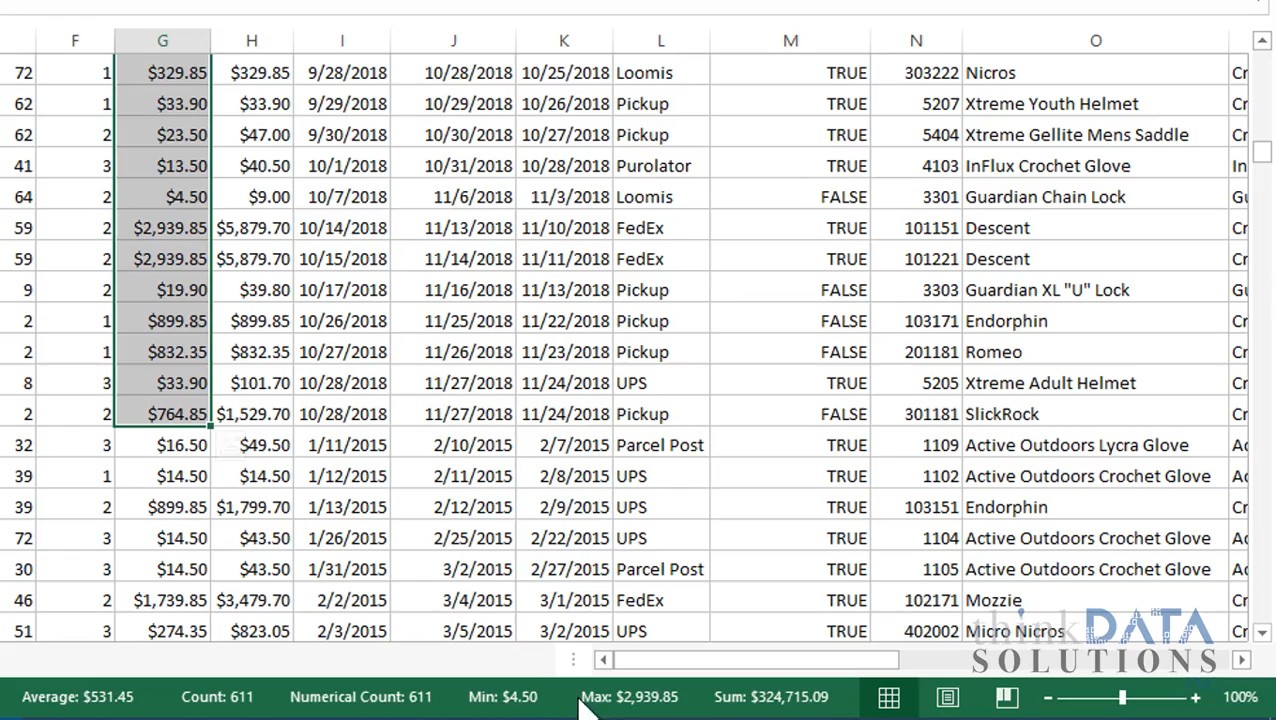 F G H I J K L M N O
72 1 $329.85 $329.85 9/28/2018 10/28/2018 10/25/2018 Loomis TRUE 303222 Nicros Cr
62 1 $33.90 $33.90 9/29/2018 10/29/2018 10/26/2018 Pickup TRUE 5207 Xtreme Youth Helmet Cr
62 2 $23.50 $47.00 9/30/2018 10/30/2018 10/27/2018 Pickup TRUE 5404 Xtreme Gellite Mens Saddle Cr
41 3 $13.50 $40.50 10/1/2018 10/31/2018 10/28/2018 Purolator TRUE 4103 InFlux Crochet Glove In
64 2 $4.50 $9.00 10/7/2018 11/6/2018 11/3/2018 Loomis FALSE 3301 Guardian Chain Lock Gu
59 2 $2,939.85 $5,879.70 10/14/2018 11/13/2018 11/10/2018 FedEx TRUE 101151 Descent Cr
59 2 $2,939.85 $5,879.70 10/15/2018 11/14/2018 11/11/2018 FedEx TRUE 101221 Descent Cr
9 2 $19.90 $39.80 10/17/2018 11/16/2018 11/13/2018 Pickup FALSE 3303 Guardian XL "U" Lock Gu
2 1 $899.85 $899.85 10/26/2018 11/25/2018 11/22/2018 Pickup FALSE 103171 Endorphin Cr
2 1 $832.35 $832.35 10/27/2018 11/26/2018 11/23/2018 Pickup FALSE 201181 Romeo Cr
8 3 $33.90 $101.70 10/28/2018 11/27/2018 11/24/2018 UPS TRUE 5205 Xtreme Adult Helmet Cr
2 2 $764.85 $1,529.70 10/28/2018 11/27/2018 11/24/2018 Pickup FALSE 301181 SlickRock Cr
32 3 $16.50 $49.50 1/11/2015 2/10/2015 2/7/2015 Parcel Post TRUE 1109 Active Outdoors Lycra Glove Ac
39 1 $14.50 $14.50 1/12/2015 2/11/2015 2/8/2015 UPS TRUE 1102 Active Outdoors Crochet Glove Ac
39 2 $899.85 $1,799.70 1/13/2015 2/12/2015 2/9/2015 UPS TRUE 103151 Endorphin Cr
72 3 $14.50 $43.50 1/26/2015 2/25/2015 2/22/2015 UPS TRUE 1104 Active Outdoors Crochet Glove Ac
30 3 $14.50 $43.50 1/31/2015 3/2/2015 2/27/2015 Parcel Post TRUE 1105 Active Outdoors Crochet Glove Ac
46 2 $1,739.85 $3,479.70 2/2/2015 3/4/2015 3/1/2015 FedEx TRUE 102171 Mozzie Cr
51 3 $274.35 $823.05 2/3/2015 3/5/2015 3/2/2015 UPS TRUE 402002 Micro Nicros
thinkDATA
SOLUTIONS
Average: $531.45 Count: 611 Numerical Count: 611 Min: $4.50 Max: $2,939.85 Sum: $324,715.09 100%